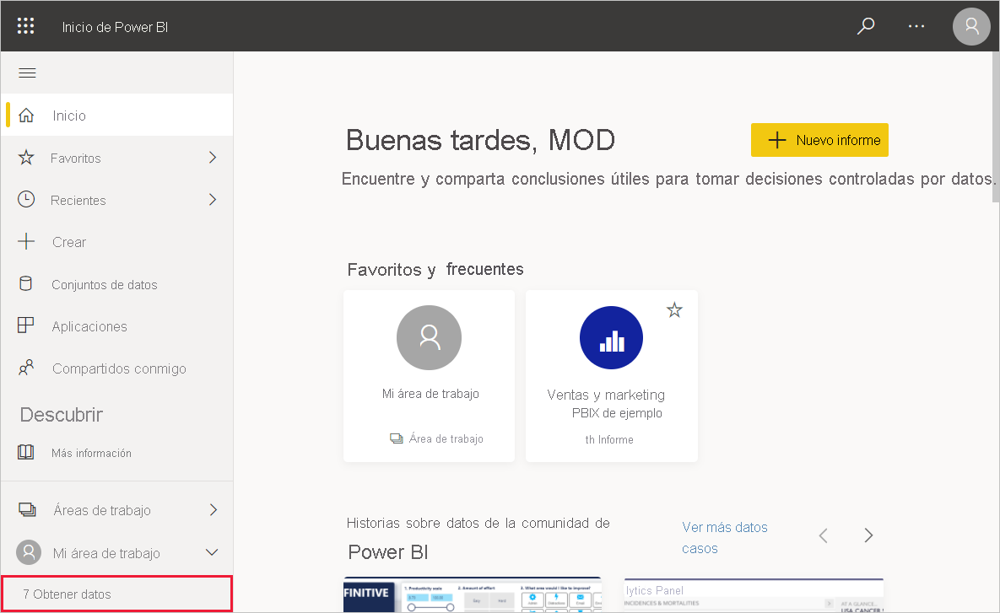 Inicio de Power BI
Inicio
Favoritos
Recientes
Crear
Conjuntos de datos
Aplicaciones
Compartidos conmigo
Descubrir
Más información
Áreas de trabajo
Mi área de trabajo
7 Obtener datos
Buenas tardes, MOD
Nuevo informe
Encuentre y comparta conclusiones útiles para tomar decisiones controladas por datos.
Favoritos y frecuentes
Mi área de trabajo
Área de trabajo
Ventas y marketing
PBIX de ejemplo
th Informe
Historias sobre datos de la comunidad de
Power BI
Ver más datos
casos
FINITIVE
1. Productivity scale
2. Amount of effort
3. What area would I like to improve?
Easy
Hard
lytics Panel
INCIDENCES & MORTALITIES
AT A GLANCE...
USA CANCER